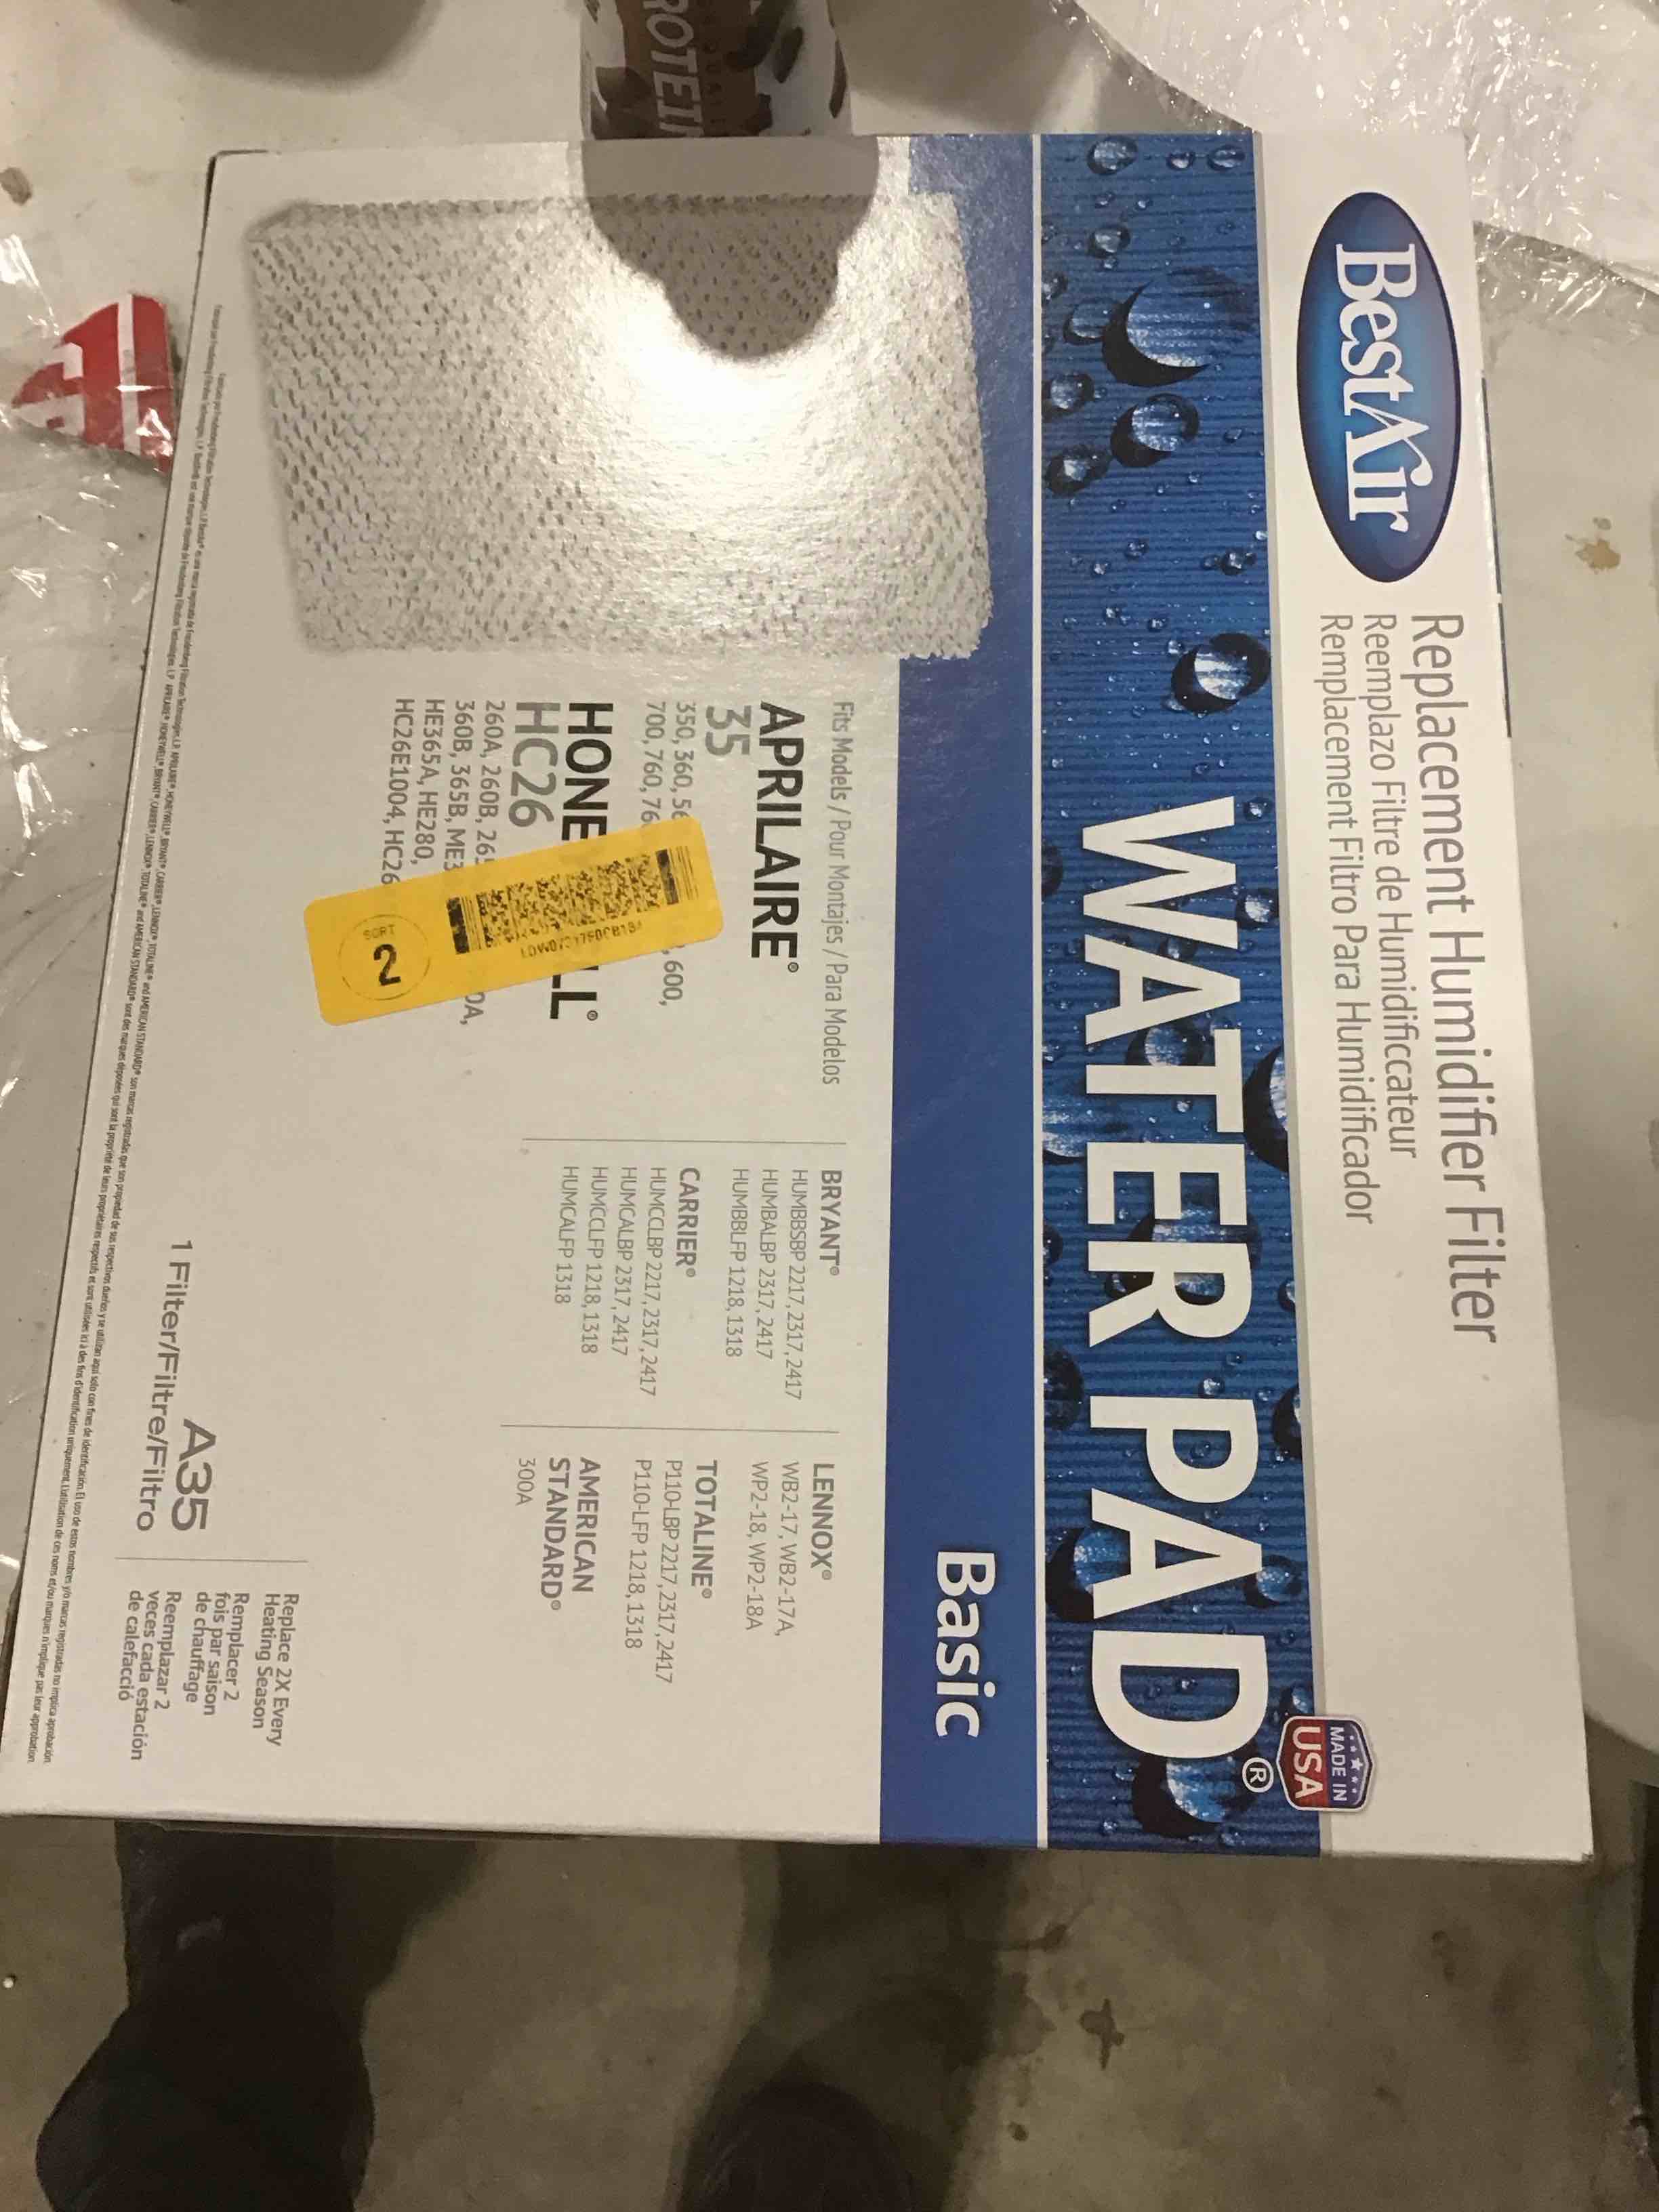 BestAir
Replacement Humidifier Filter
Reemplazo Filtre de Humidificcateur
Remplacement Filtro Para Humidificador
MADE IN
USA
WATER PAD®
Basic
Fits Models / Pour Montajes / Para Modelos
APRILAIRE®
35
350, 360, 56 600,
700, 760, 76
HONE LL®
HC26
260A, 260B, 265 0A,
360B, 365B, ME3
HE365A, HE280,
HC26E1004, HC26
SORT
2
BRYANT®
HUMBBSBP 2217, 2317, 2417
HUMBALBP 2317, 2417
HUMBBLFP 1218, 1318
CARRIER®
HUMCCLBP 2217, 2317, 2417
HUMCALBP 2317, 2417
HUMCCLFP 1218, 1318
HUMCALFP 1318
LENNOX®
WB2-17, WB2-17A,
WP2-18, WP2-18A
TOTALINE®
P110-LBP 2217, 2317, 2417
P110-LFP 1218, 1318
AMERICAN
STANDARD®
300A
A35
1 Filter/Filtre/Filtro
Replace 2X Every
Heating Season
Remplacer 2
fois par saison
de chauffage
Reemplazar 2
veces cada estación
de calefacció